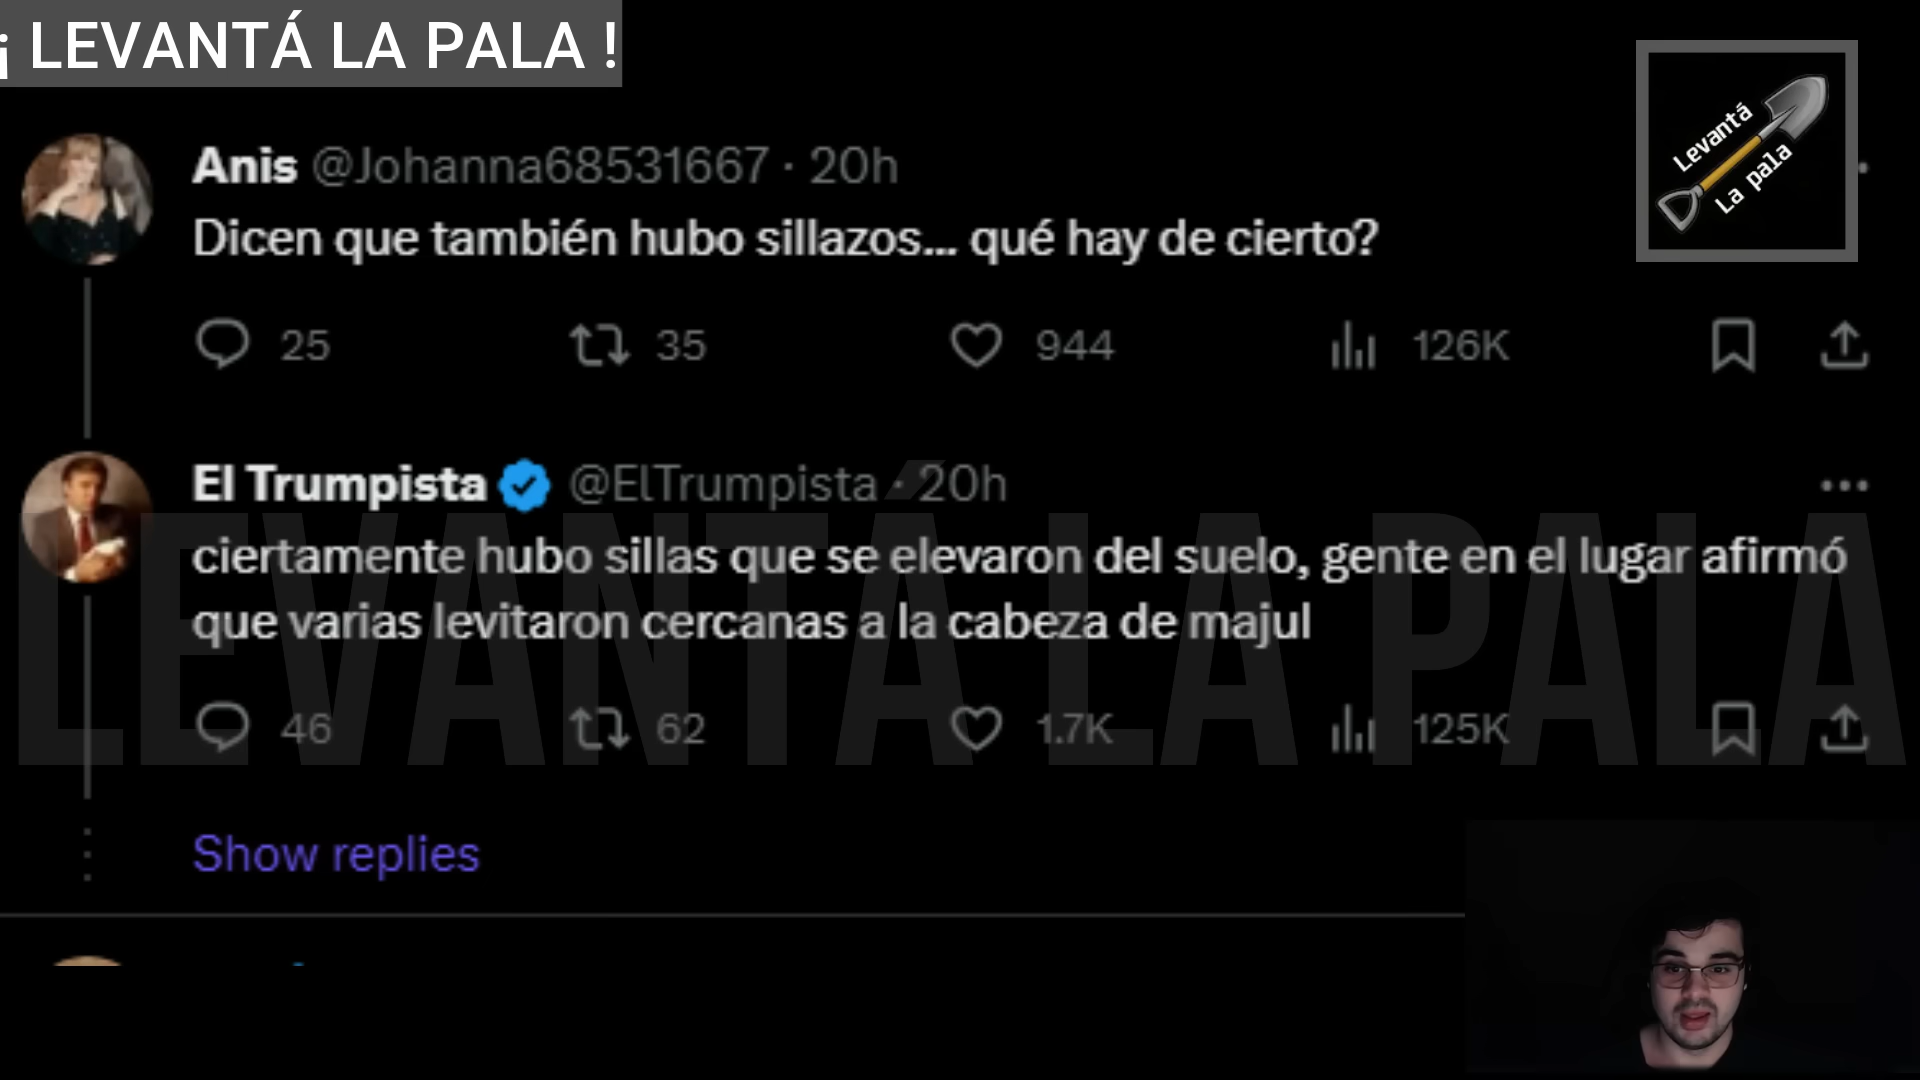 ¡ LEVANTÁ LA PALA !
Levantá
La pala
Anis @Johanna68531667 · 20h
Dicen que también hubo sillazos... qué hay de cierto?
25 35 944 126K
El Trumpista @ElTrumpista · 20h
ciertamente hubo sillas que se elevaron del suelo, gente en el lugar afirmó
que varias levitaron cercanas a la cabeza de majul
LEVANTÁ LA PALA
46 62 1.7K 125K
Show replies